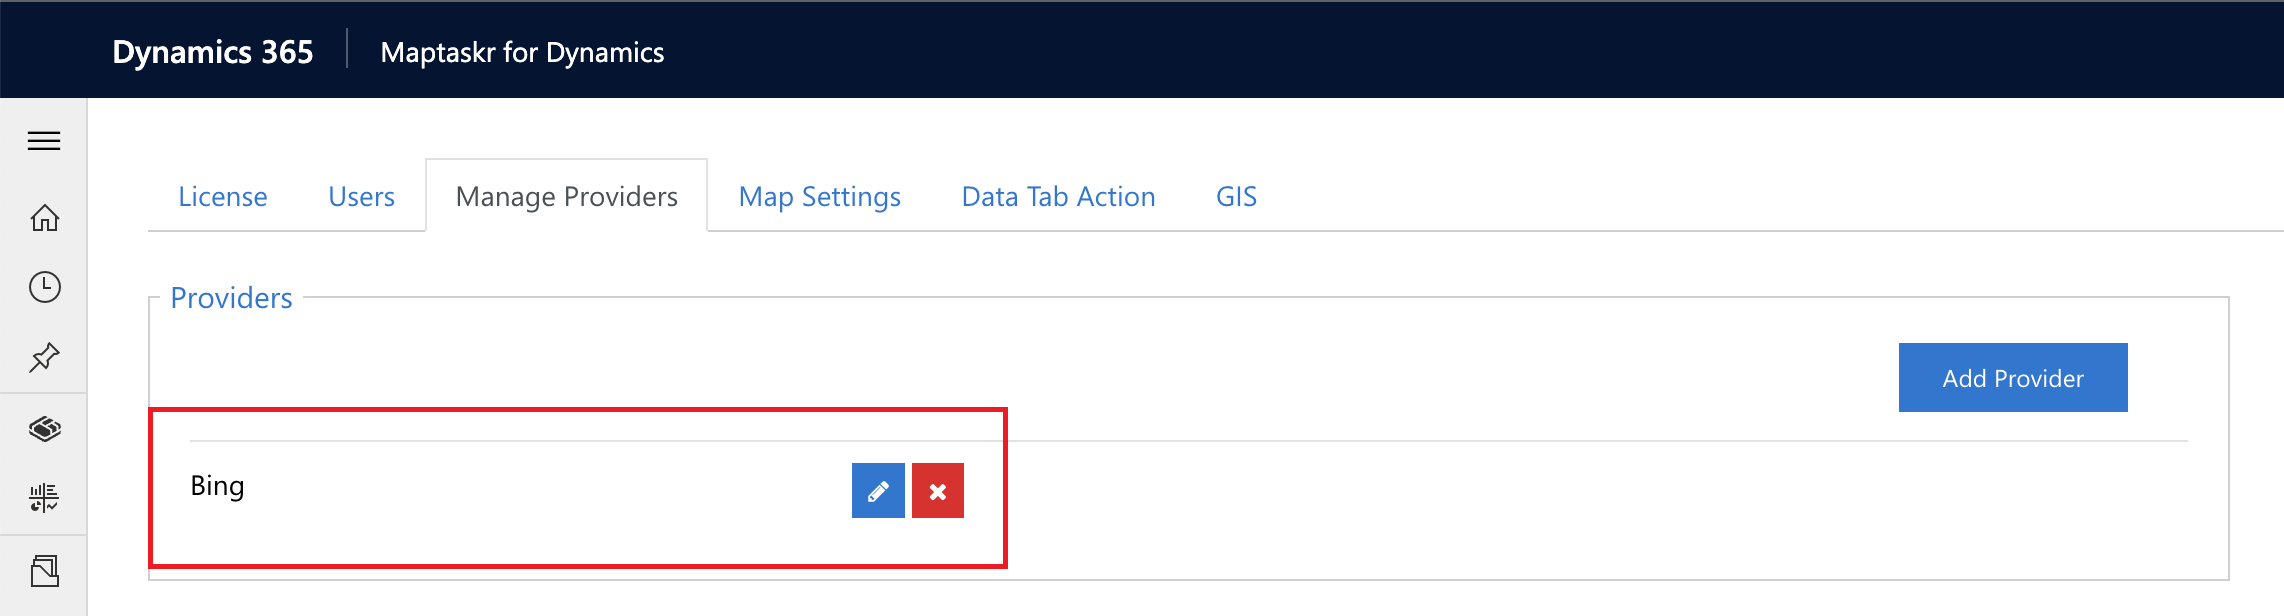 Dynamics 365 Maptaskr for Dynamics
License Users Manage Providers Map Settings Data Tab Action GIS
Providers
Add Provider
Bing